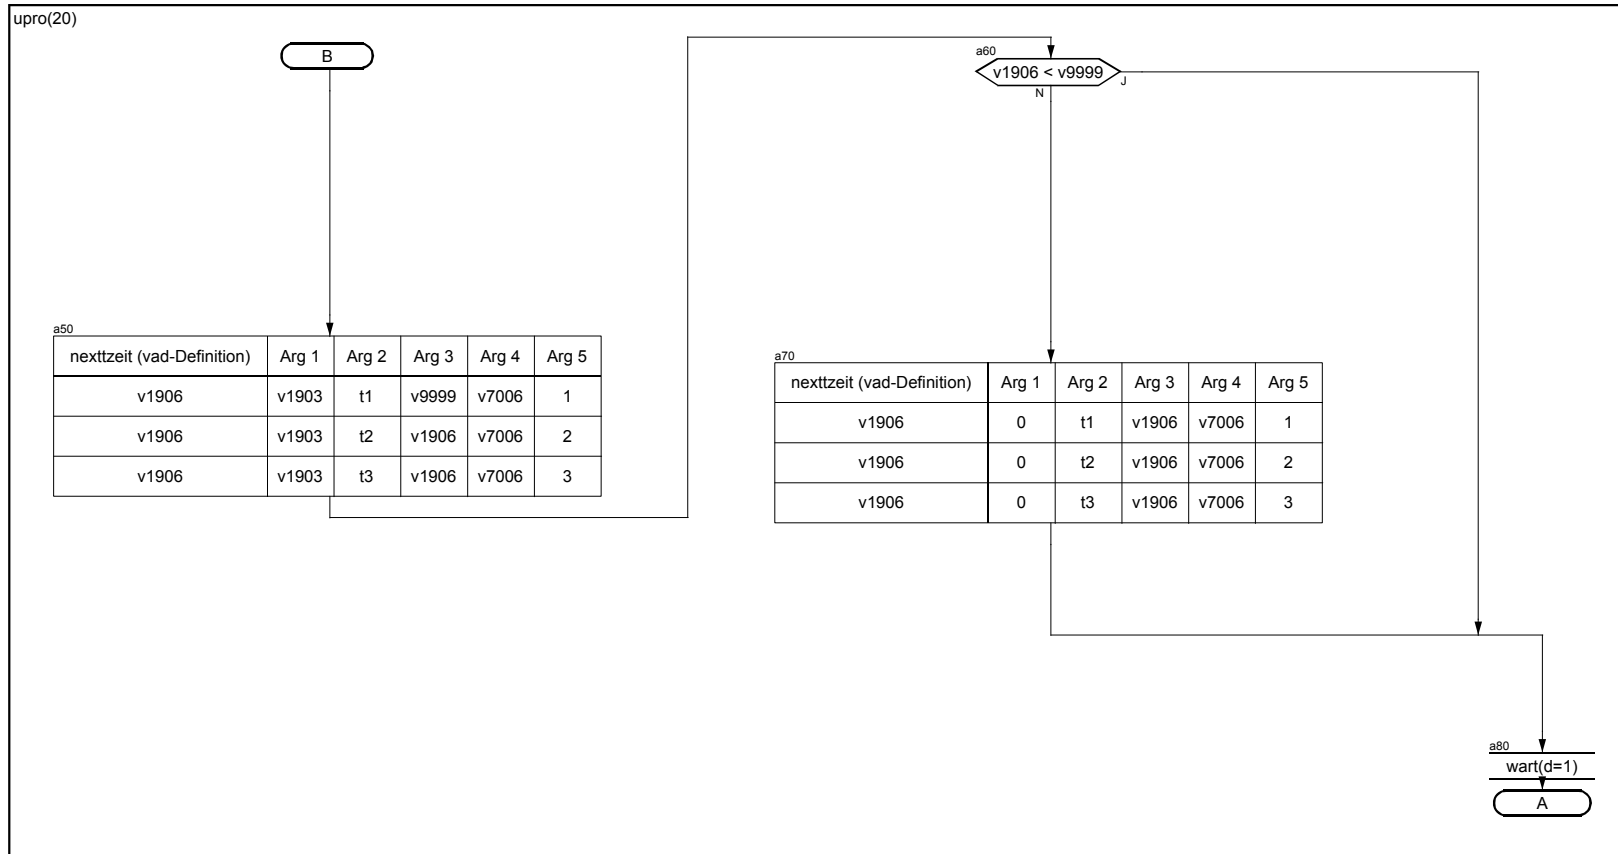 upro(20)
B
a50
nexttzeit (vad-Definition) Arg 1 Arg 2 Arg 3 Arg 4 Arg 5
v1906 v1903 t1 v9999 v7006 1
v1906 v1903 t2 v1906 v7006 2
v1906 v1903 t3 v1906 v7006 3
a60
v1906 < v9999
J
N
a70
nexttzeit (vad-Definition) Arg 1 Arg 2 Arg 3 Arg 4 Arg 5
v1906 0 t1 v1906 v7006 1
v1906 0 t2 v1906 v7006 2
v1906 0 t3 v1906 v7006 3
a80
wart(d=1)
A